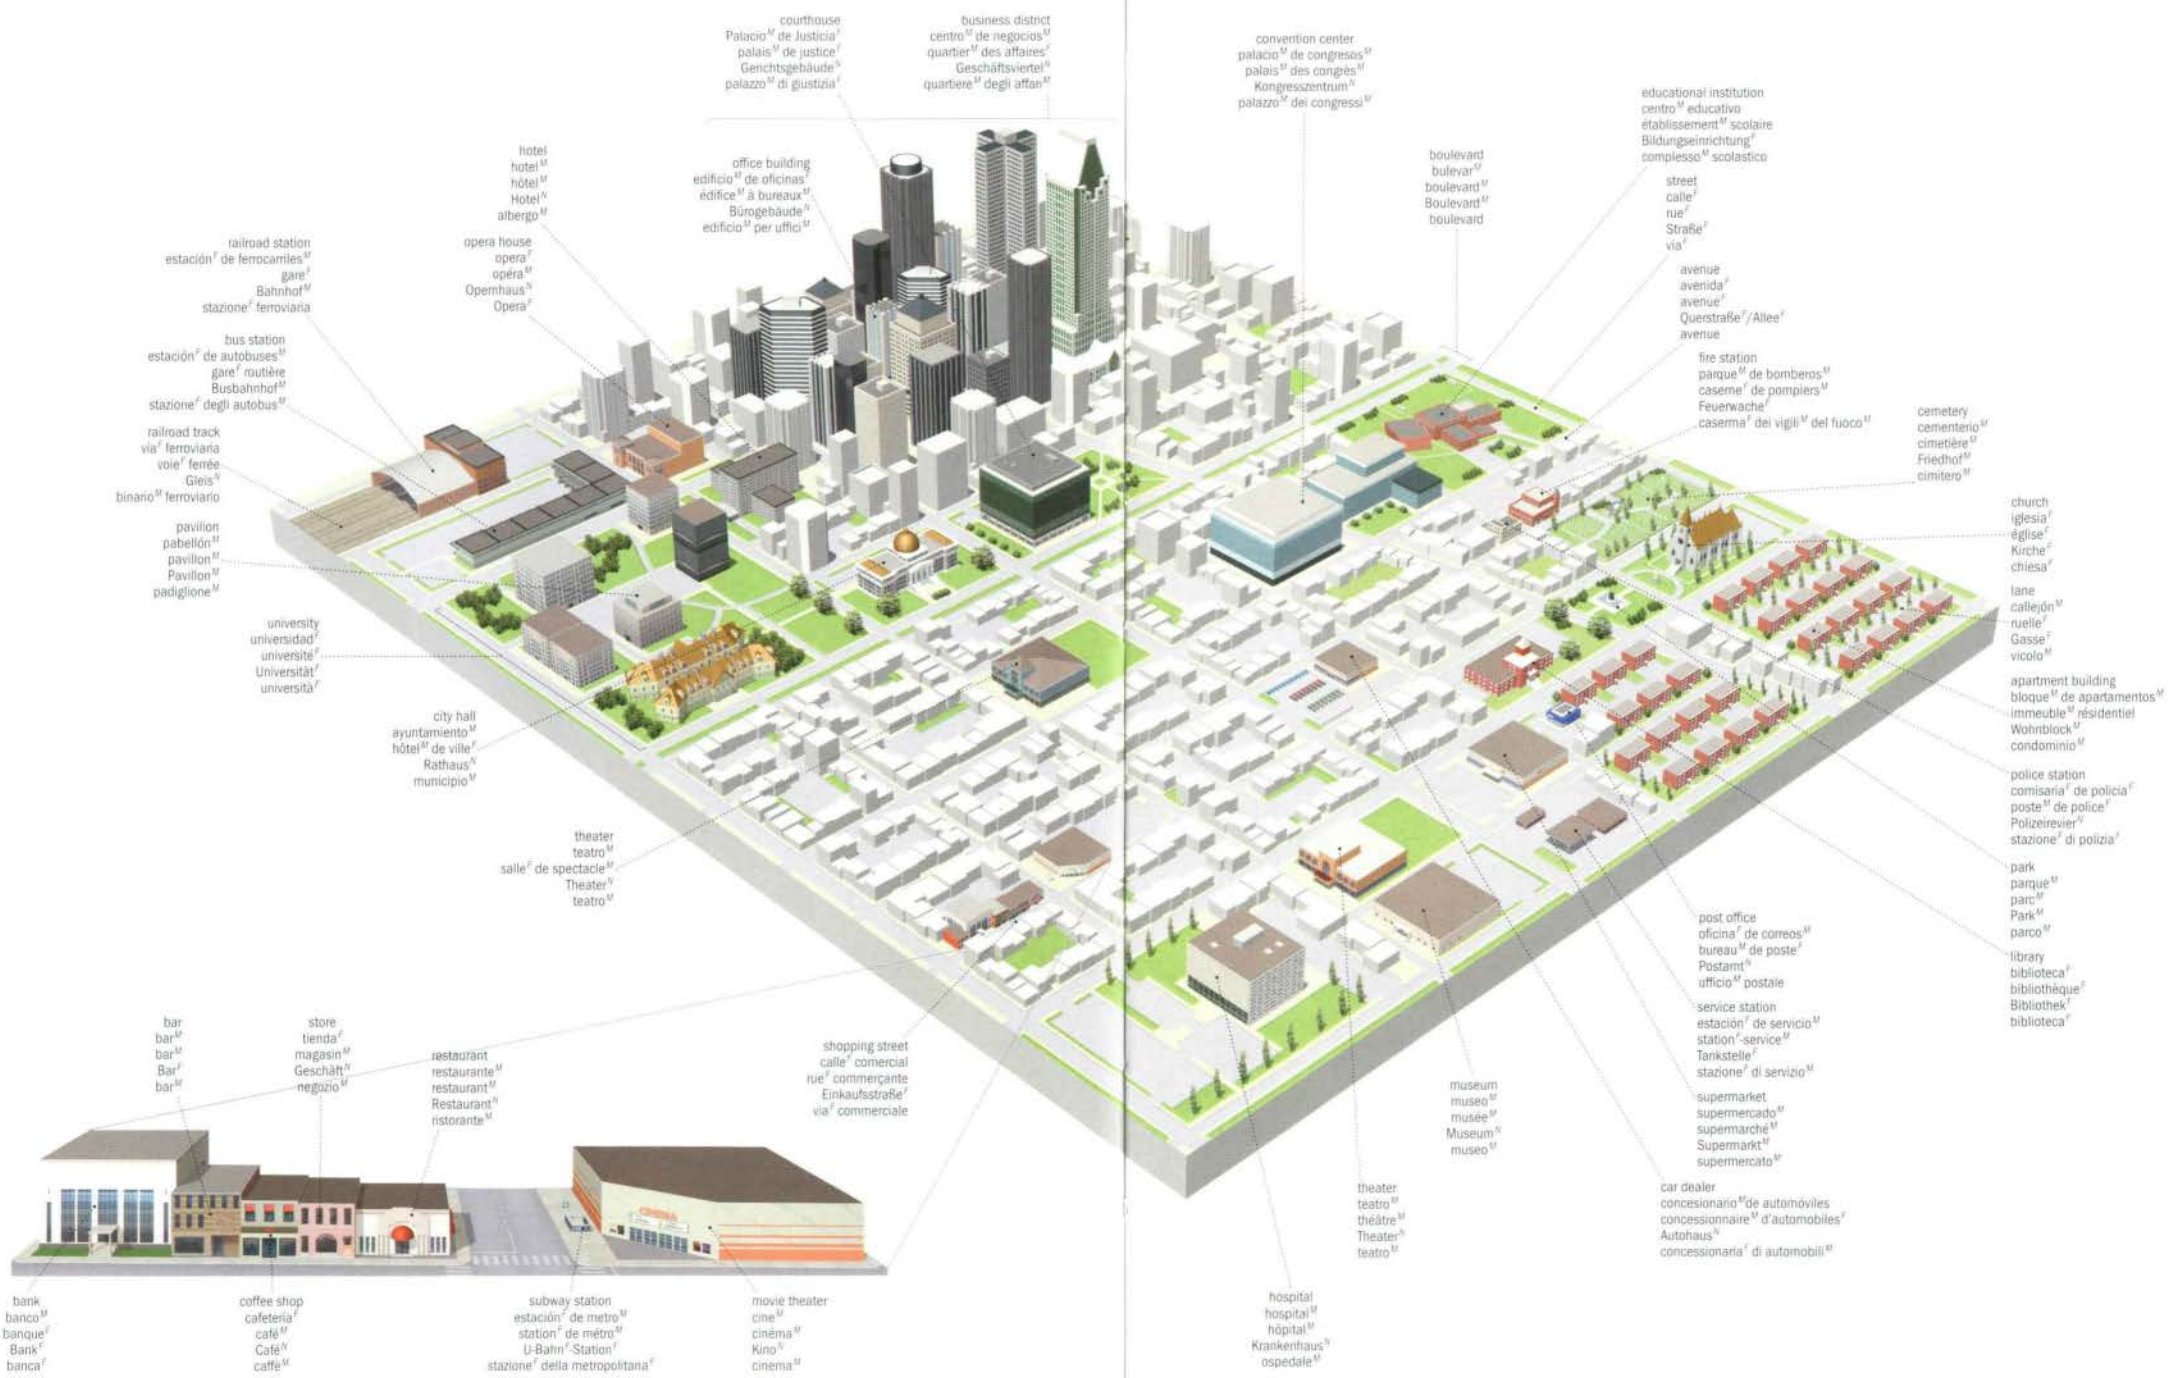 courthouse
Palacio^M de Justicia^F
palais^M de justice^F
Gerichtsgebäude^N
palazzo^M di giustizia^F
business district
centro^M de negocios^M
quartier^M des affaires^F
Geschäftsviertel^N
quartiere^M degli affari^M
convention center
palacio^M de congresos^M
palais^M des congrès^M
Kongresszentrum^N
palazzo^M dei congressi^M
educational institution
centro^M educativo
établissement^M scolaire
Bildungseinrichtung^F
complesso^M scolastico
hotel
hotel^M
hôtel^M
Hotel^N
albergo^M
office building
edificio^M de oficinas^F
édifice^M à bureaux^M
Bürogebäude^N
edificio^M per uffici^M
boulevard
bulevar^M
boulevard^M
Boulevard^M
boulevard
street
calle^F
rue^F
Straße^F
via^F
railroad station
estación^F de ferrocarriles^M
gare^F
Bahnhof^M
stazione^F ferroviaria
opera house
opera^F
opéra^M
Opernhaus^N
Opera^F
avenue
avenida^F
avenue^F
Querstraße^F/Allee^F
avenue
bus station
estación^F de autobuses^M
gare^F routière
Busbahnhof^M
stazione^F degli autobus^M
fire station
parque^M de bomberos^M
caserne^F de pompiers^M
Feuerwache^F
caserma^F dei vigili^M del fuoco^M
cemetery
cementerio^M
cimetière^M
Friedhof^M
cimitero^M
railroad track
vía^F ferroviaria
voie^F ferrée
Gleis^N
binario^M ferroviario
church
iglesia^F
église^F
Kirche^F
chiesa^F
pavilion
pabellón^M
pavillon^M
Pavillon^M
padiglione^M
lane
callejón^M
ruelle^F
Gasse^F
vicolo^M
university
universidad^F
université^F
Universität^F
università^F
apartment building
bloque^M de apartamentos^M
immeuble^M résidentiel
Wohnblock^M
condominio^M
city hall
ayuntamiento^M
hôtel^M de ville^F
Rathaus^N
municipio^M
police station
comisaría^F de policía^F
poste^M de police^F
Polizeirevier^N
stazione^F di polizia^F
theater
teatro^M
salle^F de spectacle^M
Theater^N
teatro^M
park
parque^M
parc^M
Park^M
parco^M
post office
oficina^F de correos^M
bureau^M de poste^F
Postamt^N
ufficio^M postale
library
biblioteca^F
bibliothèque^F
Bibliothek^F
biblioteca^F
service station
estación^F de servicio^M
station^F-service^M
Tankstelle^F
stazione^F di servizio^M
bar
bar^M
bar^M
Bar^F
bar^M
store
tienda^F
magasin^M
Geschäft^N
negozio^M
restaurant
restaurante^M
restaurant^M
Restaurant^N
ristorante^M
shopping street
calle^F comercial
rue^F commerçante
Einkaufsstraße^F
via^F commerciale
museum
museo^M
musée^M
Museum^N
museo^M
supermarket
supermercado^M
supermarché^M
Supermarkt^M
supermercato^M
theater
teatro^M
théâtre^M
Theater^N
teatro^M
car dealer
concesionario^M de automóviles
concessionnaire^M d'automobiles^F
Autohaus^N
concessionaria^F di automobili^M
CINEMA
bank
banco^M
banque^F
Bank^F
banca^F
coffee shop
cafetería^F
café^M
Café^N
caffè^M
subway station
estación^F de metro^M
station^F de métro^M
U-Bahn^F-Station^F
stazione^F della metropolitana^F
movie theater
cine^M
cinéma^M
Kino^N
cinema^M
hospital
hospital^M
hôpital^M
Krankenhaus^N
ospedale^M